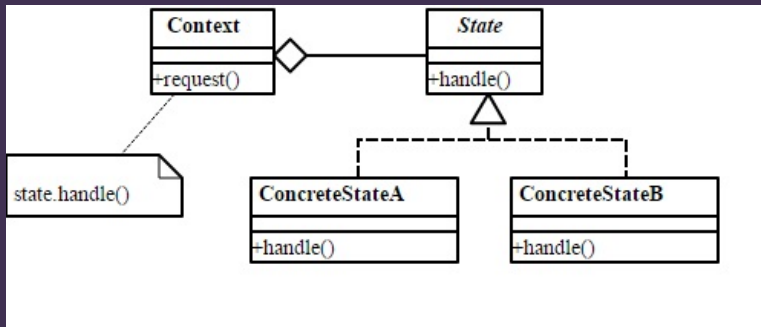 Context
+request()
State
+handle()
state.handle()
ConcreteStateA
+handle()
ConcreteStateB
+handle()